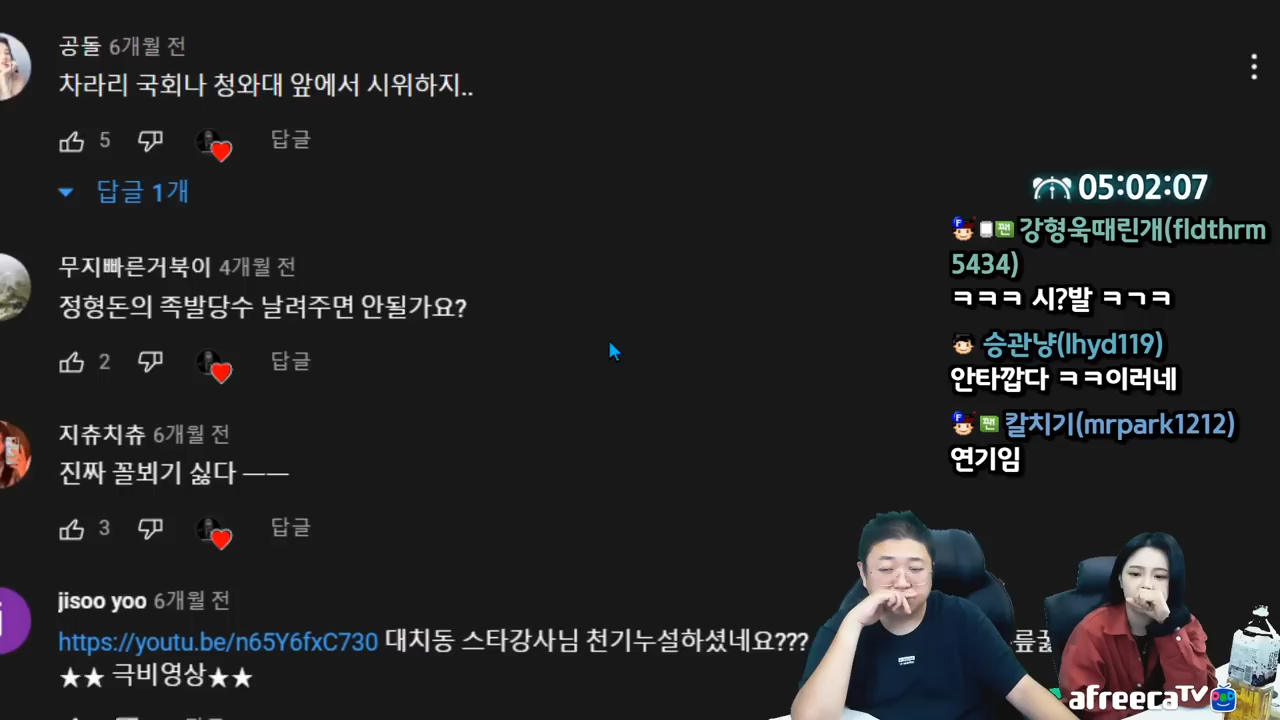 공돌 6개월 전
차라리 국회나 청와대 앞에서 시위하지..
5 답글
답글 1개
무지빠른거북이 4개월 전
정형돈의 족발당수 날려주면 안될가요?
2 답글
지츄치츄 6개월 전
진짜 꼴뵈기 싫다 ㅡㅡ
3 답글
jisoo yoo 6개월 전
https://youtu.be/n65Y6fxC730 대치동 스타강사님 천기누설하셨네요???
★★ 극비영상★★
05:02:07
강형욱때린개(fldthrm
5434)
ㅋㅋㅋ 시?발 ㅋㄱㅋ
승관냥(lhyd119)
안타깝다 ㅋㅋ이러네
칼치기(mrpark1212)
연기임
afreecaTV